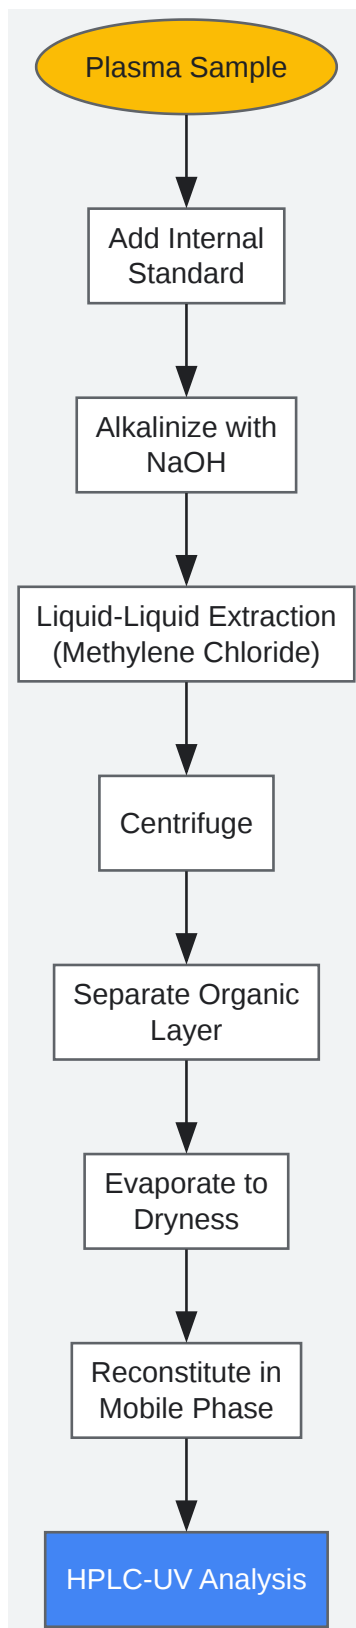 Plasma Sample
Add Internal
Standard
Alkalinize with
NaOH
Liquid-Liquid Extraction
(Methylene Chloride)
Centrifuge
Separate Organic
Layer
Evaporate to
Dryness
Reconstitute in
Mobile Phase
HPLC-UV Analysis